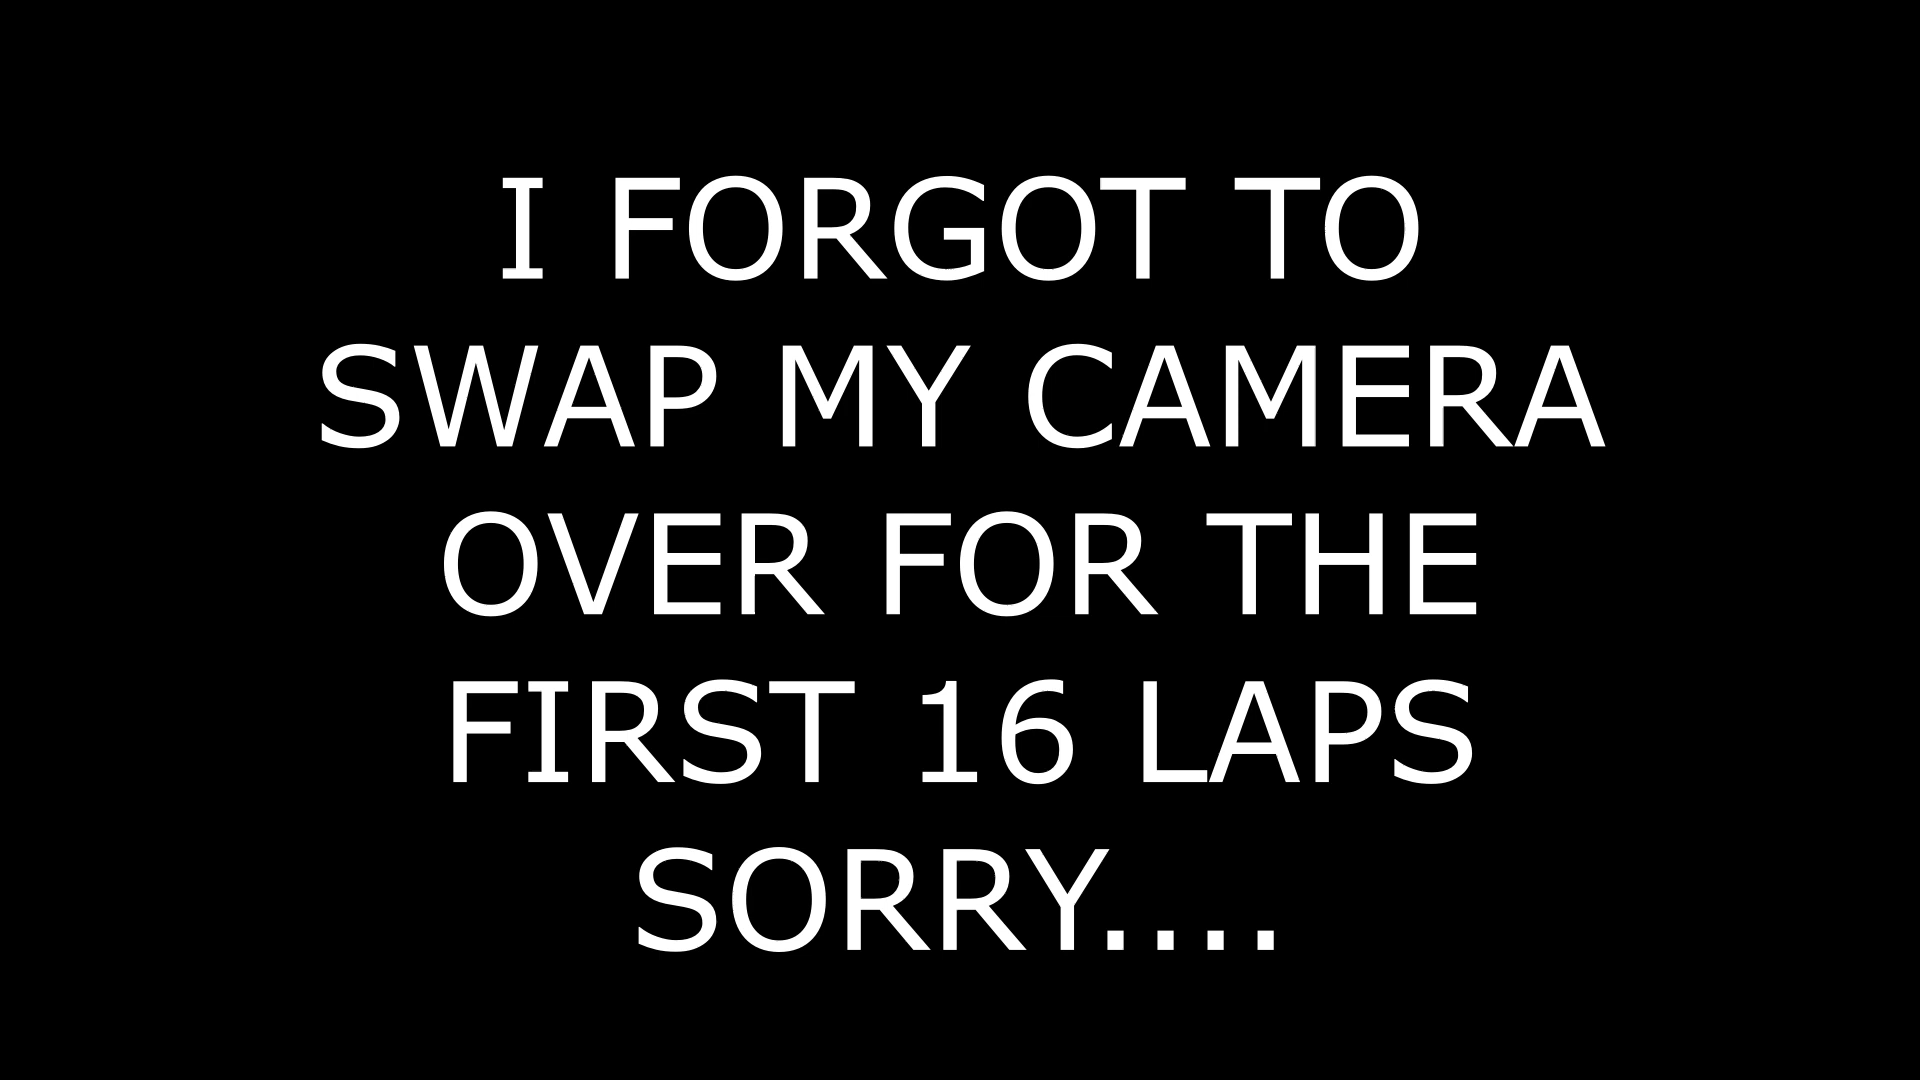 I FORGOT TO
SWAP MY CAMERA
OVER FOR THE
FIRST 16 LAPS
SORRY....